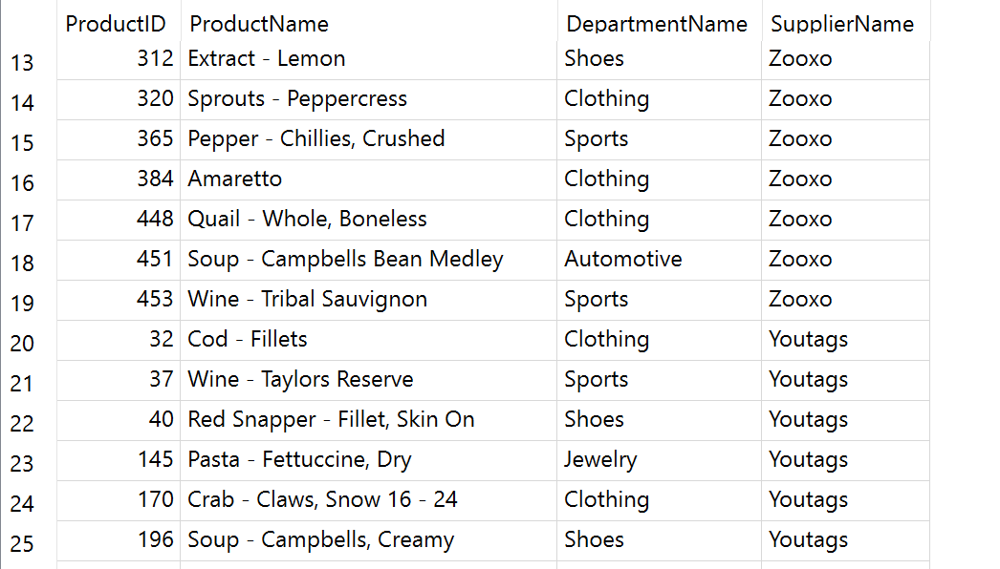 ProductID ProductName DepartmentName SupplierName
13 312 Extract - Lemon Shoes Zooxo
14 320 Sprouts - Peppercress Clothing Zooxo
15 365 Pepper - Chillies, Crushed Sports Zooxo
16 384 Amaretto Clothing Zooxo
17 448 Quail - Whole, Boneless Clothing Zooxo
18 451 Soup - Campbells Bean Medley Automotive Zooxo
19 453 Wine - Tribal Sauvignon Sports Zooxo
20 32 Cod - Fillets Clothing Youtags
21 37 Wine - Taylors Reserve Sports Youtags
22 40 Red Snapper - Fillet, Skin On Shoes Youtags
23 145 Pasta - Fettuccine, Dry Jewelry Youtags
24 170 Crab - Claws, Snow 16 - 24 Clothing Youtags
25 196 Soup - Campbells, Creamy Shoes Youtags